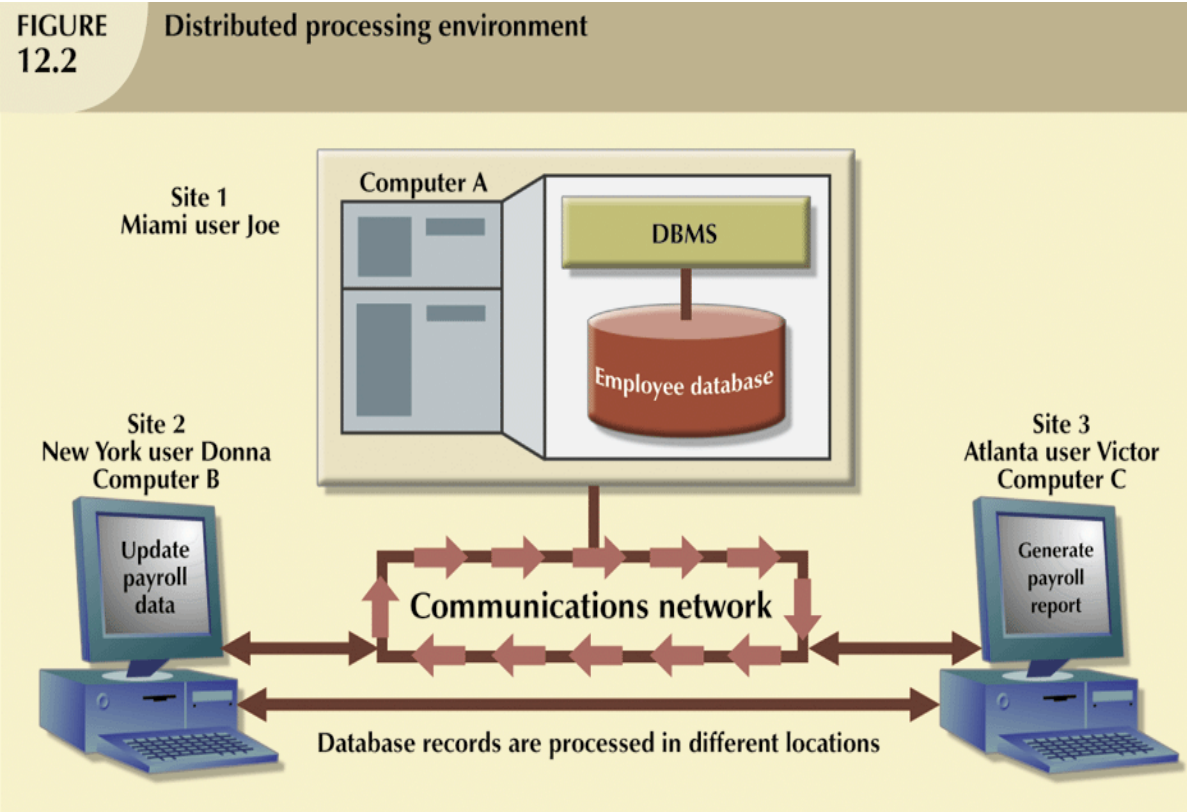 FIGURE
12.2
Distributed processing environment
Site 1
Miami user Joe
Computer A
DBMS
Employee database
Site 2
New York user Donna
Computer B
Update
payroll
data
Site 3
Atlanta user Victor
Computer C
Generate
payroll
report
Communications network
Database records are processed in different locations